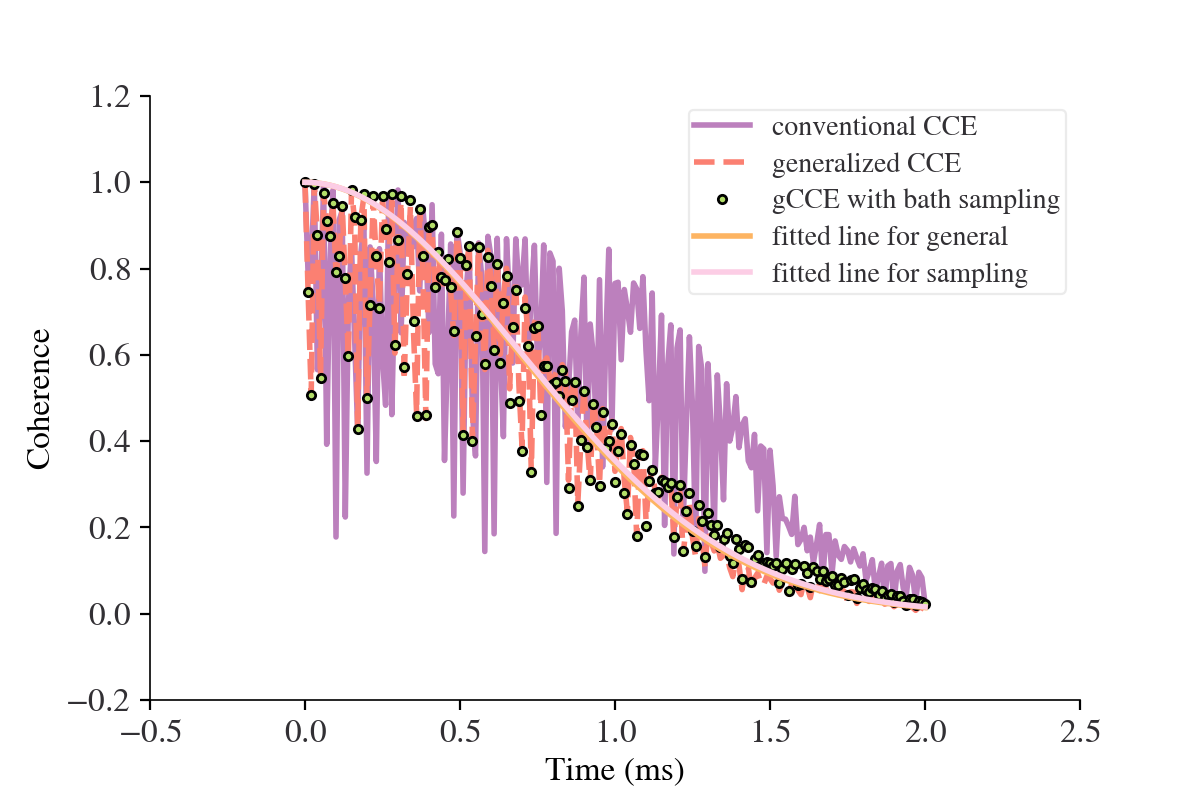 1.2
1.0
0.8
0.6
0.4
0.2
0.0
−0.2
Coherence
−0.5
0.0
0.5
1.0
1.5
2.0
2.5
Time (ms)
conventional CCE
generalized CCE
gCCE with bath sampling
fitted line for general
fitted line for sampling